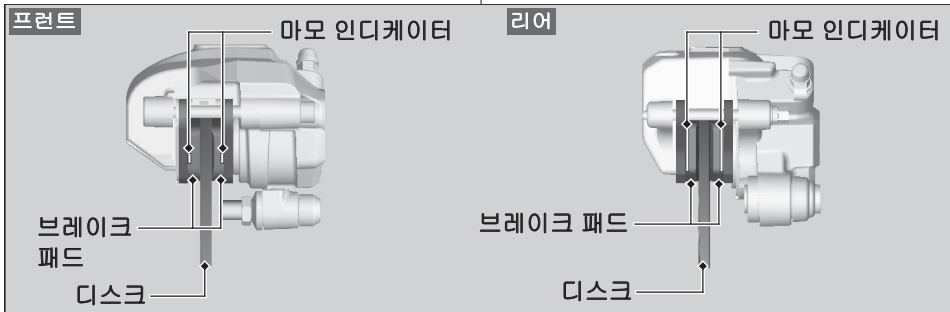 프런트
마모 인디케이터
브레이크
패드
디스크
리어
마모 인디케이터
브레이크 패드
디스크